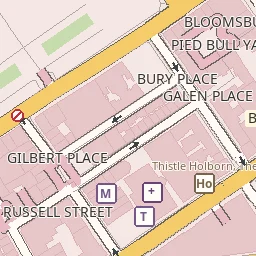 BLOOMSBU
PIED BULL YA
BURY PLACE
GALEN PLACE
B
GILBERT PLACE
Thistle Holborn, The
Ho
M
+
T
RUSSELL STREET